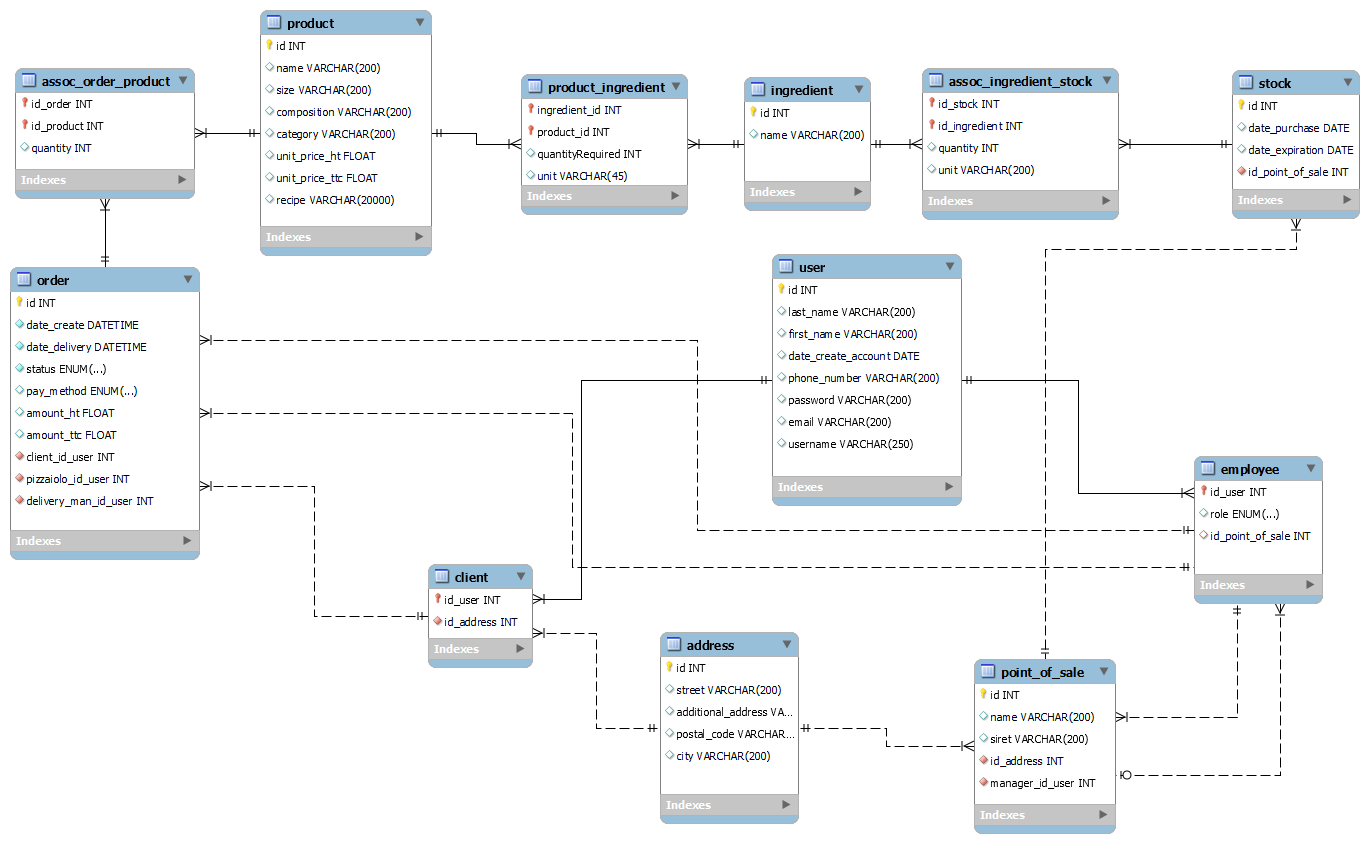 product
id INT
name VARCHAR(200)
size VARCHAR(200)
composition VARCHAR(200)
category VARCHAR(200)
unit_price_ht FLOAT
unit_price_ttc FLOAT
recipe VARCHAR(20000)
Indexes
assoc_order_product
id_order INT
id_product INT
quantity INT
Indexes
product_ingredient
ingredient_id INT
product_id INT
quantityRequired INT
unit VARCHAR(45)
Indexes
ingredient
id INT
name VARCHAR(200)
Indexes
assoc_ingredient_stock
id_stock INT
id_ingredient INT
quantity INT
unit VARCHAR(200)
Indexes
stock
id INT
date_purchase DATE
date_expiration DATE
id_point_of_sale INT
Indexes
order
id INT
date_create DATETIME
date_delivery DATETIME
status ENUM(...)
pay_method ENUM(...)
amount_ht FLOAT
amount_ttc FLOAT
client_id_user INT
pizzaiolo_id_user INT
delivery_man_id_user INT
Indexes
user
id INT
last_name VARCHAR(200)
first_name VARCHAR(200)
date_create_account DATE
phone_number VARCHAR(200)
password VARCHAR(200)
email VARCHAR(200)
username VARCHAR(250)
Indexes
employee
id_user INT
role ENUM(...)
id_point_of_sale INT
Indexes
client
id_user INT
id_address INT
Indexes
address
id INT
street VARCHAR(200)
additional_address VA...
postal_code VARCHAR...
city VARCHAR(200)
Indexes
point_of_sale
id INT
name VARCHAR(200)
siret VARCHAR(200)
id_address INT
manager_id_user INT
Indexes